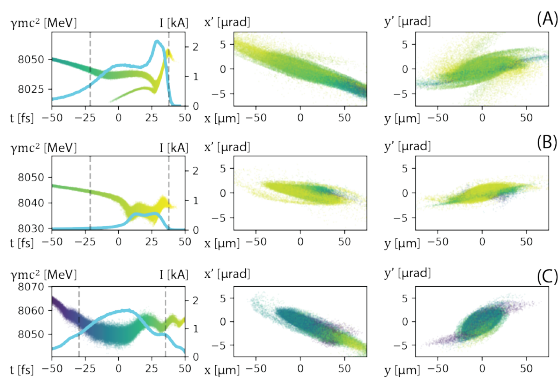 γmc² [MeV] I [kA] x' [μrad] y' [μrad] (A)
8050 2 5 5
1 0 0
8025 −5 −5
0
−50 −25 0 25 −50 0 50 −50 0 50
t [fs] x [μm] y [μm]
γmc² [MeV] I [kA] x' [μrad] y' [μrad] (B)
8050 2 5 5
8040 1 0 0
8030 0 −5 −5
−50 −25 0 25 −50 0 50 −50 0 50
t [fs] x [μm] y [μm]
γmc² [MeV] I [kA] x' [μrad] y' [μrad] (C)
8070
8060 2 5 5
8050 1 0 0
0 −5 −5
−50 −25 0 25 −50 0 50 −50 0 50
t [fs] x [μm] y [μm]